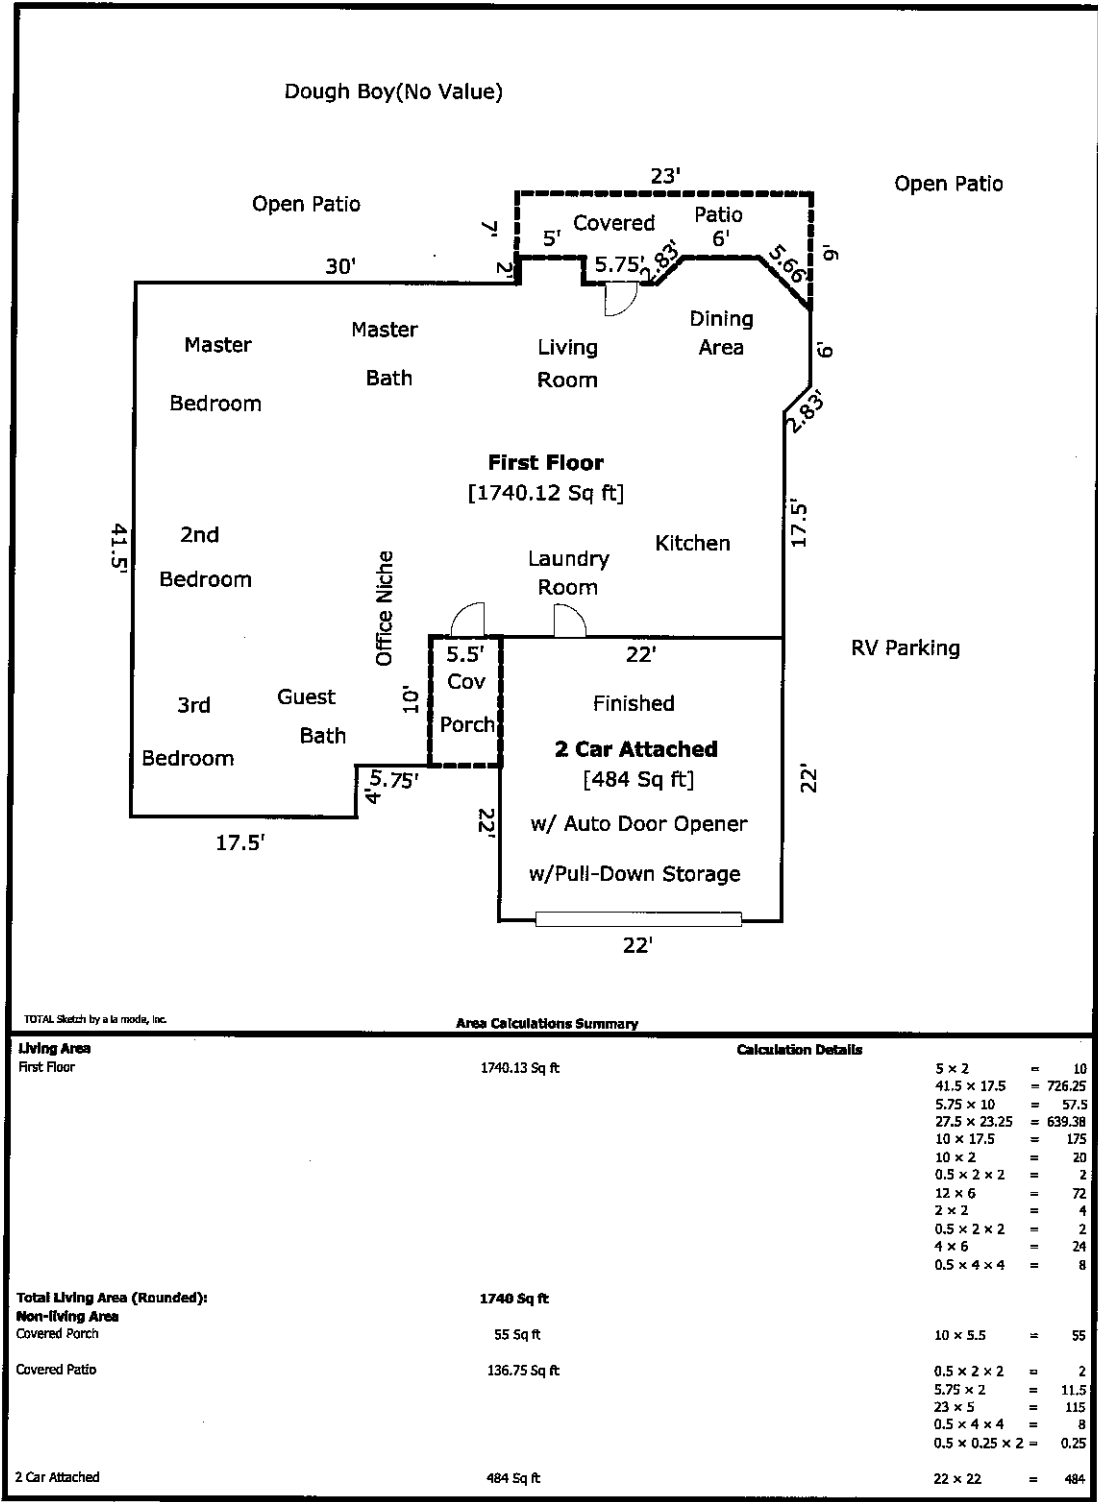 Dough Boy(No Value)
Open Patio
Open Patio
23'
7'
Covered Patio
5'
6'
9'
2'
5.75'
2.83'
5.66'
30'
Master
Bedroom
Master
Bath
Living
Room
Dining
Area
6'
2.83'
First Floor
[1740.12 Sq ft]
41.5'
17.5'
2nd
Bedroom
Office Niche
Laundry
Room
Kitchen
RV Parking
5.5'
Cov
Porch
10'
22'
Finished
2 Car Attached
[484 Sq ft]
w/ Auto Door Opener
w/Pull-Down Storage
22'
22'
22'
3rd
Bedroom
Guest
Bath
5.75'
4'
17.5'
TOTAL Sketch by a la mode, inc.
Area Calculations Summary
Living Area
Calculation Details
First Floor 1740.13 Sq ft 5 × 2 = 10
41.5 × 17.5 = 726.25
5.75 × 10 = 57.5
27.5 × 23.25 = 639.38
10 × 17.5 = 175
10 × 2 = 20
0.5 × 2 × 2 = 2
12 × 6 = 72
2 × 2 = 4
0.5 × 2 × 2 = 2
4 × 6 = 24
0.5 × 4 × 4 = 8
Total Living Area (Rounded): 1740 Sq ft
Non-living Area
Covered Porch 55 Sq ft 10 × 5.5 = 55
Covered Patio 136.75 Sq ft 0.5 × 2 × 2 = 2
5.75 × 2 = 11.5
23 × 5 = 115
0.5 × 4 × 4 = 8
0.5 × 0.25 × 2 = 0.25
2 Car Attached 484 Sq ft 22 × 22 = 484